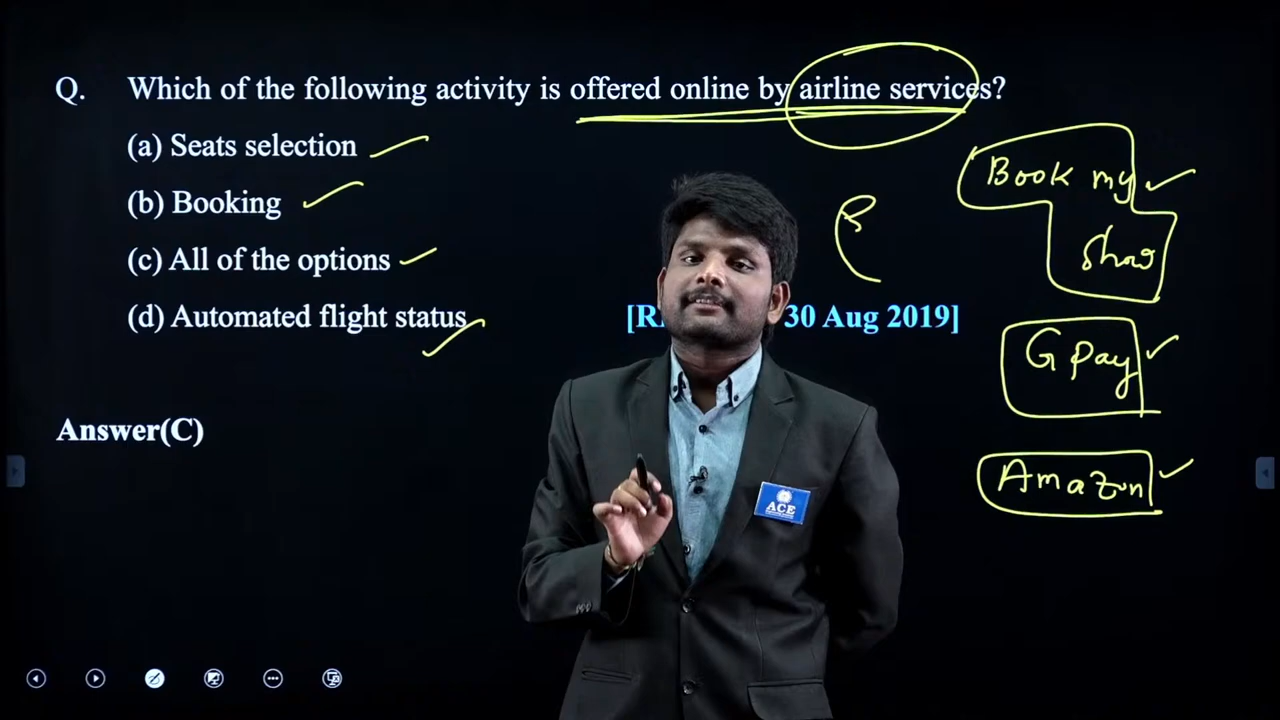 Q. Which of the following activity is offered online by airline services?
(a) Seats selection
(b) Booking
(c) All of the options
(d) Automated flight status
30 Aug 2019]
Answer(C)
Book my
Show
G pay
Amazon
ACE